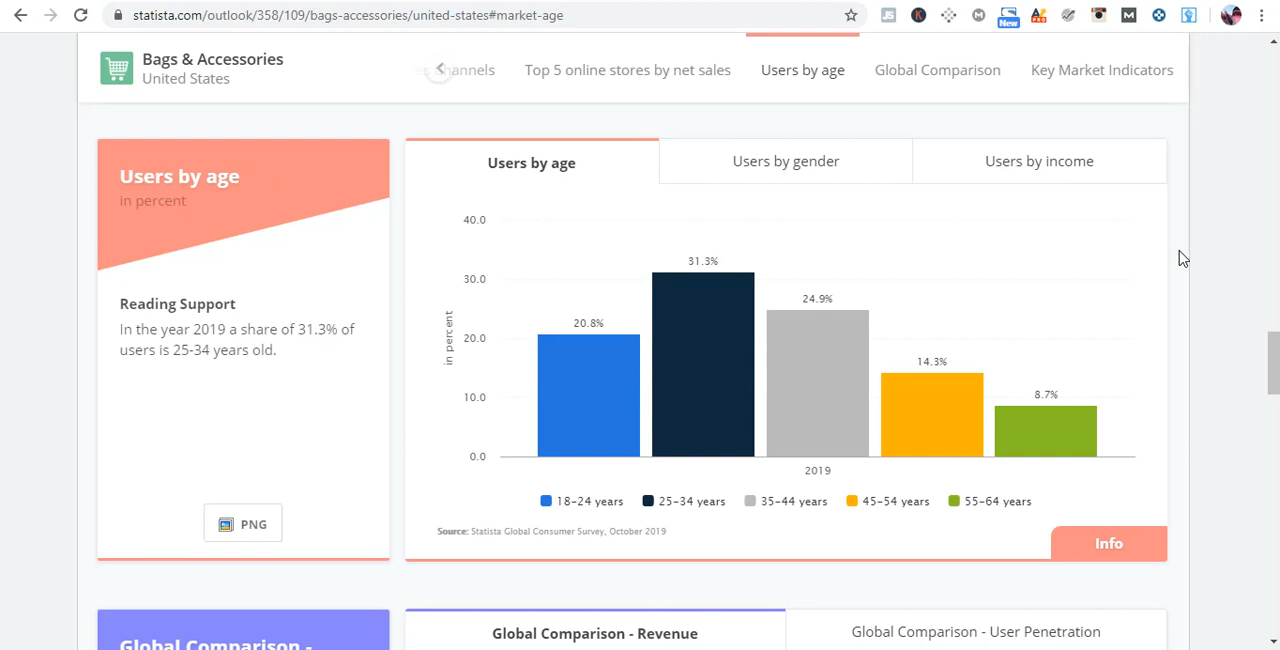 statista.com/outlook/358/109/bags-accessories/united-states#market-age
New
Bags & Accessories
United States
Channels
Top 5 online stores by net sales
Users by age
Global Comparison
Key Market Indicators
Users by age
in percent
Reading Support
In the year 2019 a share of 31.3% of
users is 25-34 years old.
PNG
Users by age
Users by gender
Users by income
40.0
30.0
20.0
10.0
0.0
in percent
20.8%
31.3%
24.9%
14.3%
8.7%
2019
18-24 years
25-34 years
35-44 years
45-54 years
55-64 years
Source: Statista Global Consumer Survey, October 2019
Info
Global Comparison -
Global Comparison - Revenue
Global Comparison - User Penetration